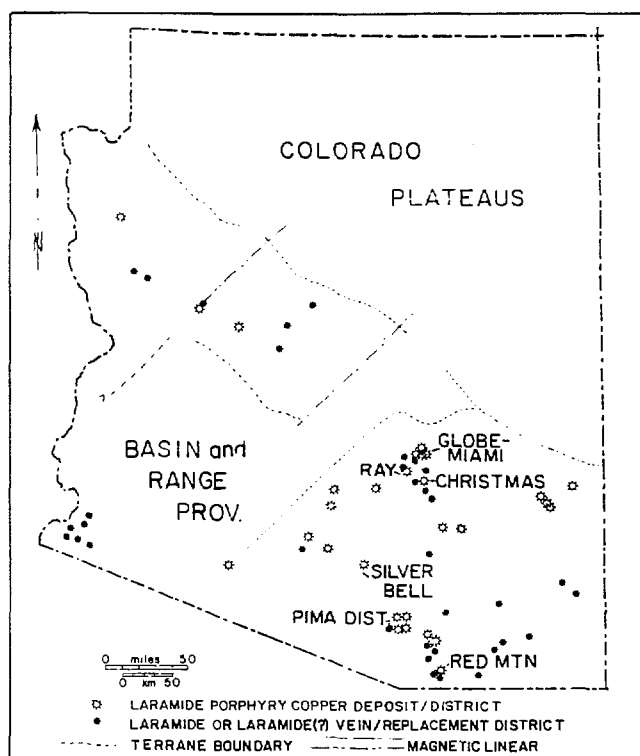 COLORADO
PLATEAUS
N
BASIN and
RANGE
PROV.
GLOBE-
MIAMI
RAY
CHRISTMAS
SILVER
BELL
PIMA DIST.
RED MTN
miles 50
0 km 50
LARAMIDE PORPHYRY COPPER DEPOSIT/DISTRICT
LARAMIDE OR LARAMIDE(?) VEIN/REPLACEMENT DISTRICT
TERRANE BOUNDARY MAGNETIC LINEAR